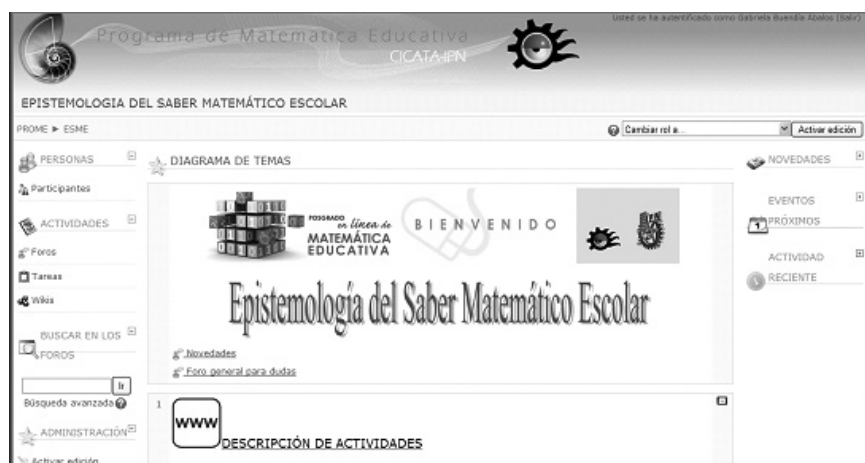 Usted se ha autentificado como Gabriela Buendía Abalos (Salir)
Programa de Matemática Educativa
CICATA-IPN
EPISTEMOLOGIA DEL SABER MATEMÁTICO ESCOLAR
PROME ► ESME
Cambiar rol a...
Activar edición
PERSONAS
Participantes
ACTIVIDADES
Foros
Tareas
Wikis
BUSCAR EN LOS
FOROS
Ir
Búsqueda avanzada
ADMINISTRACIÓN
Activar edición
DIAGRAMA DE TEMAS
POSGRADO
en línea de
MATEMÁTICA
EDUCATIVA
BIENVENIDO
Epistemología del Saber Matemático Escolar
Novedades
Foro general para dudas
1
www
DESCRIPCIÓN DE ACTIVIDADES
NOVEDADES
EVENTOS
PRÓXIMOS
ACTIVIDAD
RECIENTE